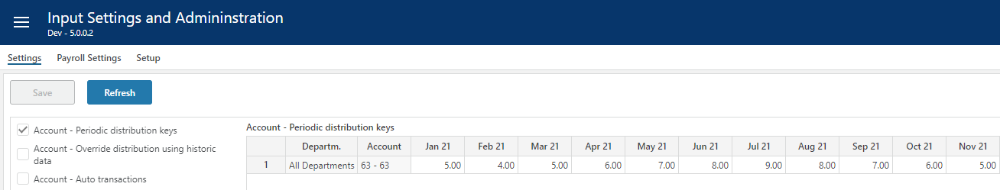 Input Settings and Admininstration
Dev - 5.0.0.2
Settings Payroll Settings Setup
Save Refresh
Account - Periodic distribution keys
Account - Override distribution using historic
data
Account - Auto transactions
Account - Periodic distribution keys
Departm. Account Jan 21 Feb 21 Mar 21 Apr 21 May 21 Jun 21 Jul 21 Aug 21 Sep 21 Oct 21 Nov 21
1 All Departments 63 - 63 5.00 4.00 5.00 6.00 7.00 8.00 9.00 8.00 7.00 6.00 5.00